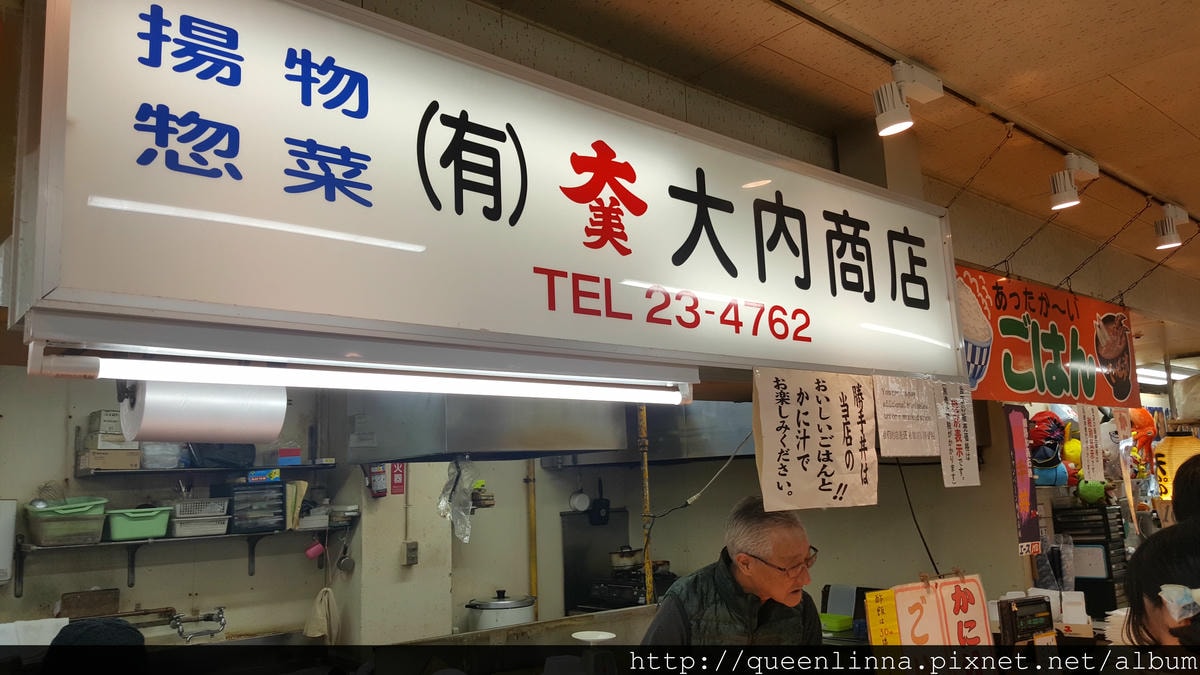 揚物
惣菜
(有)
大
美
大内商店
TEL 23-4762
あったか～い
ごはん
勝手丼は
当店の!!
おいしいごはんと
かに汁で
お楽しみください。
火
ご
かに
http://queenlinna.pixnet.net/album